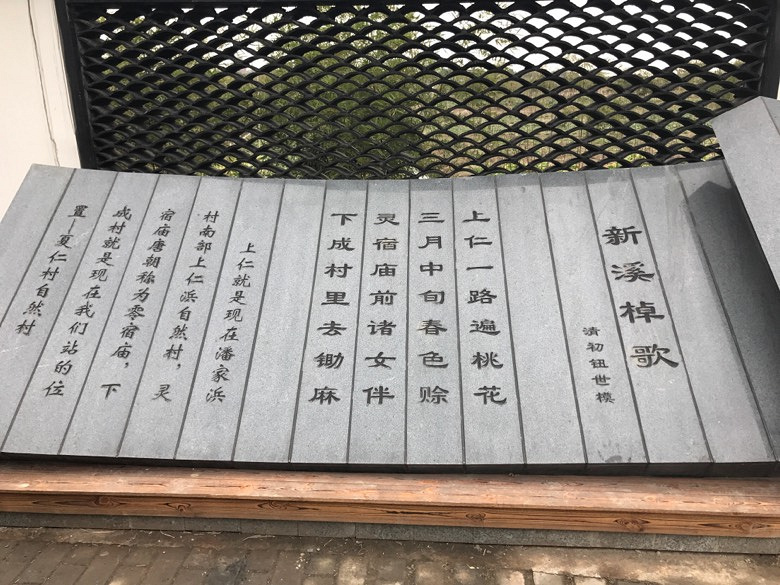 新溪棹歌
清初钮世模
上仁一路遍桃花
三月中旬春色赊
灵宿庙前诸女伴
下成村里去锄麻
上仁就是现在潘家浜
村南部上仁浜自然村，灵
宿庙唐朝称为零宿庙，下
成村就是现在我们站的位
置—夏仁村自然村